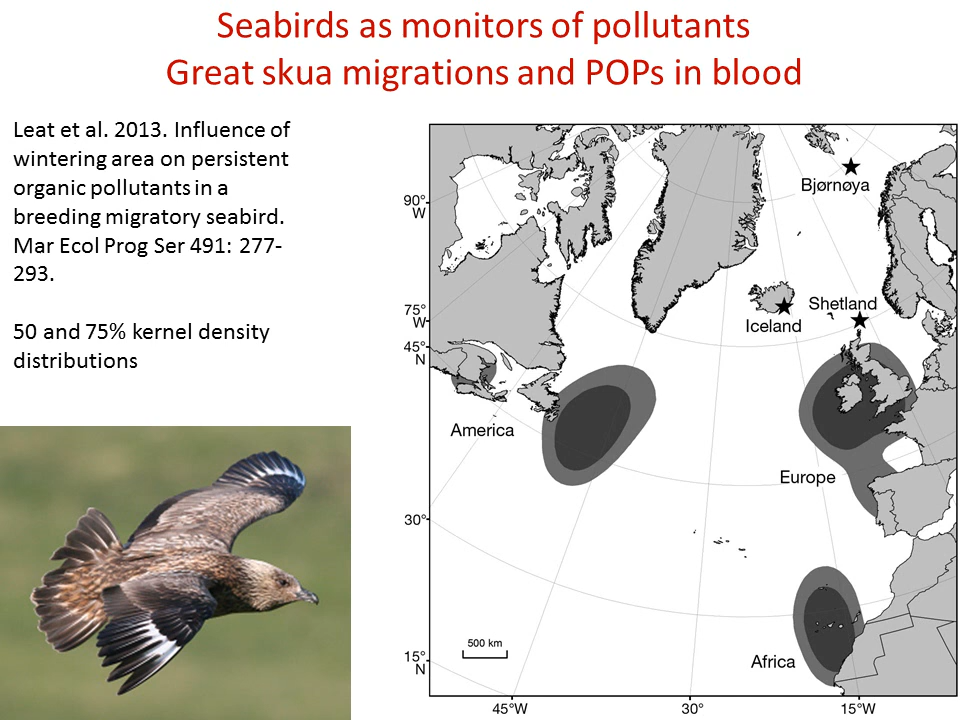 Seabirds as monitors of pollutants
Great skua migrations and POPs in blood
Leat et al. 2013. Influence of
wintering area on persistent
organic pollutants in a
breeding migratory seabird.
Mar Ecol Prog Ser 491: 277-
293.
50 and 75% kernel density
distributions
Bjørnøya
90°
W
Shetland
Iceland
75°
W
45°
N
America
Europe
30°
500 km
15°
N
Africa
45°W
30°
15°W